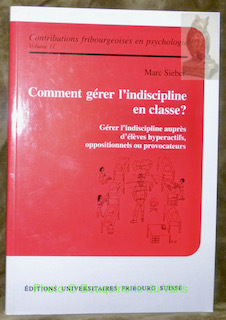 Contributions fribourgeoises en psychologie
Volume 11
Marc Sieber
Comment gérer l'indiscipline
en classe?
Gérer l'indiscipline auprès
d'élèves hyperactifs,
oppositionnels ou provocateurs
ÉDITIONS UNIVERSITAIRES FRIBOURG SUISSE